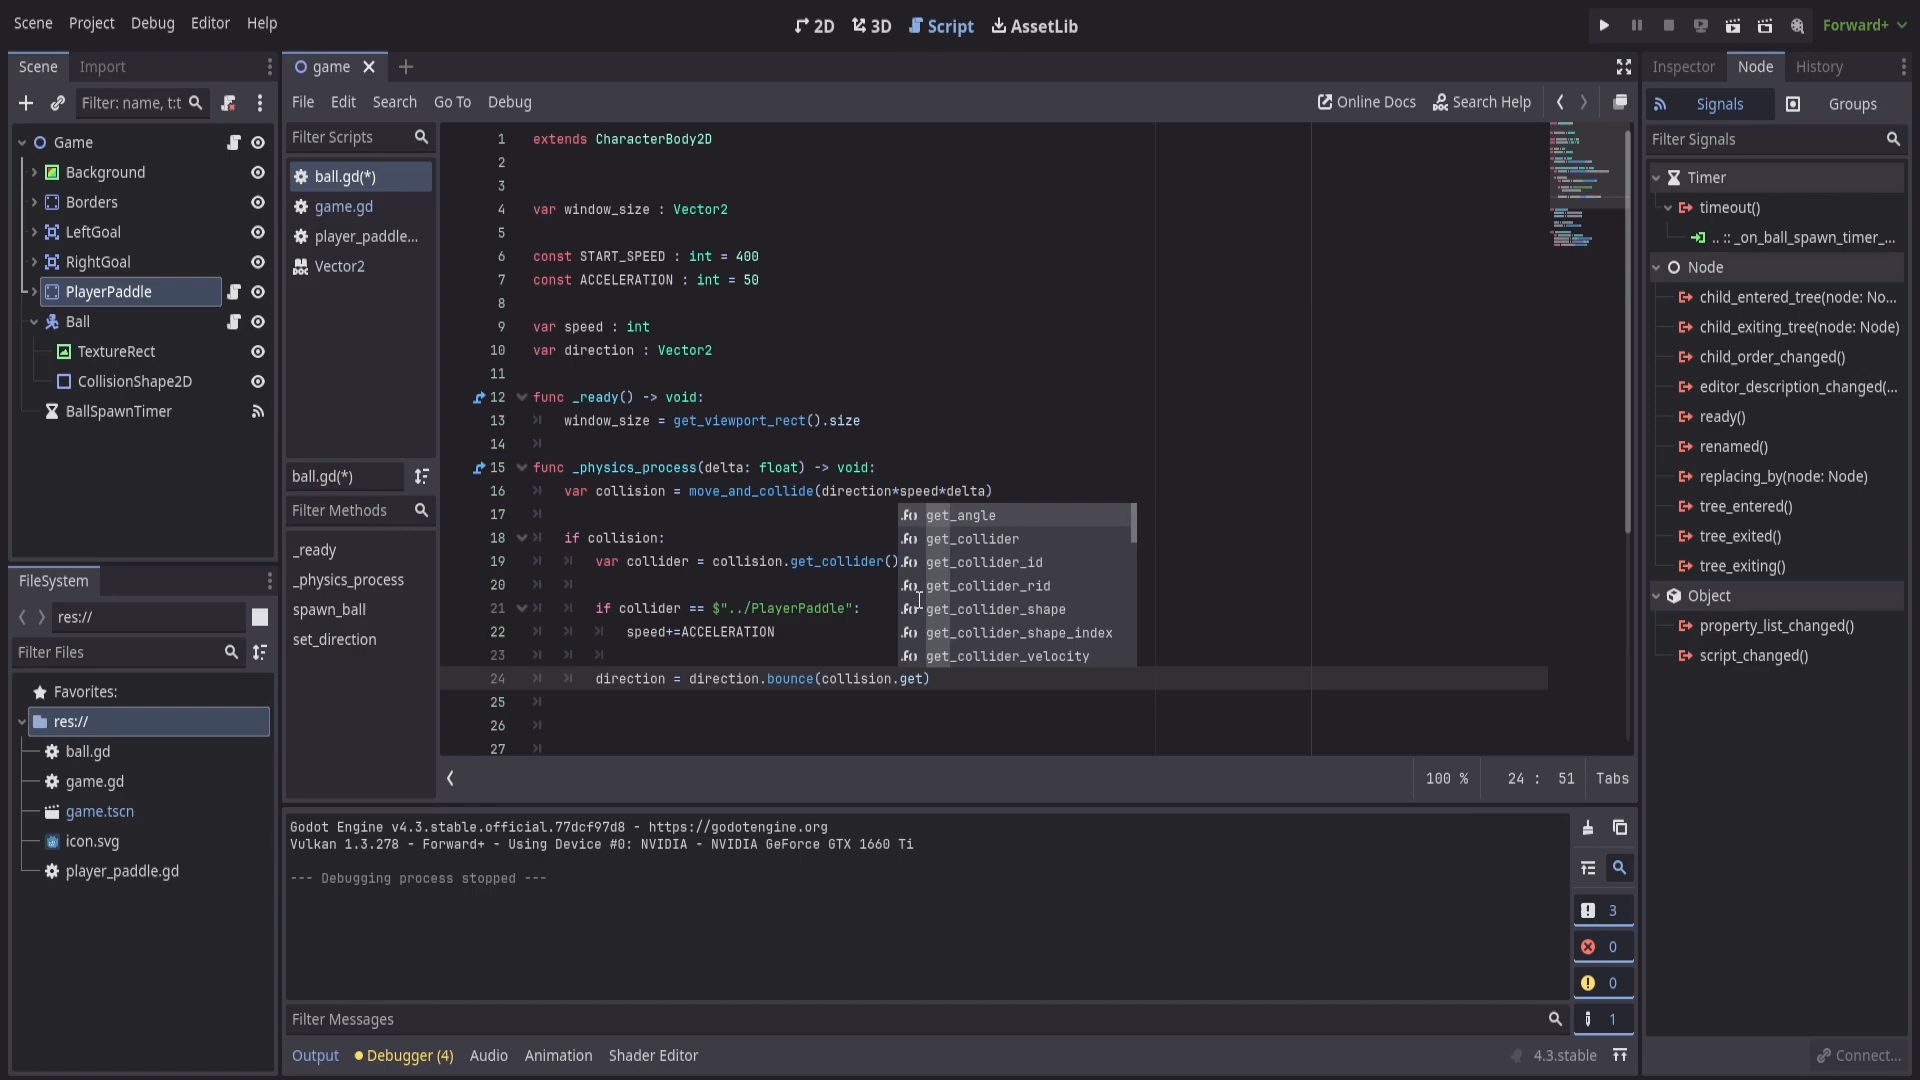 Scene Project Debug Editor Help
2D 3D Script AssetLib
Forward+
Scene Import
Filter: name, t:t
Game
Background
Borders
LeftGoal
RightGoal
PlayerPaddle
Ball
TextureRect
CollisionShape2D
BallSpawnTimer
FileSystem
res://
Filter Files
Favorites:
res://
ball.gd
game.gd
game.tscn
icon.svg
player_paddle.gd
game
File Edit Search Go To Debug
Online Docs Search Help
Filter Scripts
ball.gd(*)
game.gd
player_paddle...
Vector2
ball.gd(*)
Filter Methods
_ready
_physics_process
spawn_ball
set_direction
1 extends CharacterBody2D
2
3
4 var window_size : Vector2
5
6 const START_SPEED : int = 400
7 const ACCELERATION : int = 50
8
9 var speed : int
10 var direction : Vector2
11
12 func _ready() -> void:
13 window_size = get_viewport_rect().size
14
15 func _physics_process(delta: float) -> void:
16 var collision = move_and_collide(direction*speed*delta)
17
18 if collision:
19 var collider = collision.get_collider()
20
21 if collider == $"../PlayerPaddle":
22 speed+=ACCELERATION
23
24 direction = direction.bounce(collision.get)
25
26
27
get_angle
get_collider
get_collider_id
get_collider_rid
get_collider_shape
get_collider_shape_index
get_collider_velocity
100 % 24 : 51 Tabs
Godot Engine v4.3.stable.official.77dcf97d8 - https://godotengine.org
Vulkan 1.3.278 - Forward+ - Using Device #0: NVIDIA - NVIDIA GeForce GTX 1660 Ti
--- Debugging process stopped ---
3
0
0
1
Filter Messages
Output Debugger (4) Audio Animation Shader Editor
4.3.stable
Inspector Node History
Signals Groups
Filter Signals
Timer
timeout()
.. :: _on_ball_spawn_timer_...
Node
child_entered_tree(node: No...
child_exiting_tree(node: Node)
child_order_changed()
editor_description_changed(...
ready()
renamed()
replacing_by(node: Node)
tree_entered()
tree_exited()
tree_exiting()
Object
property_list_changed()
script_changed()
Connect...